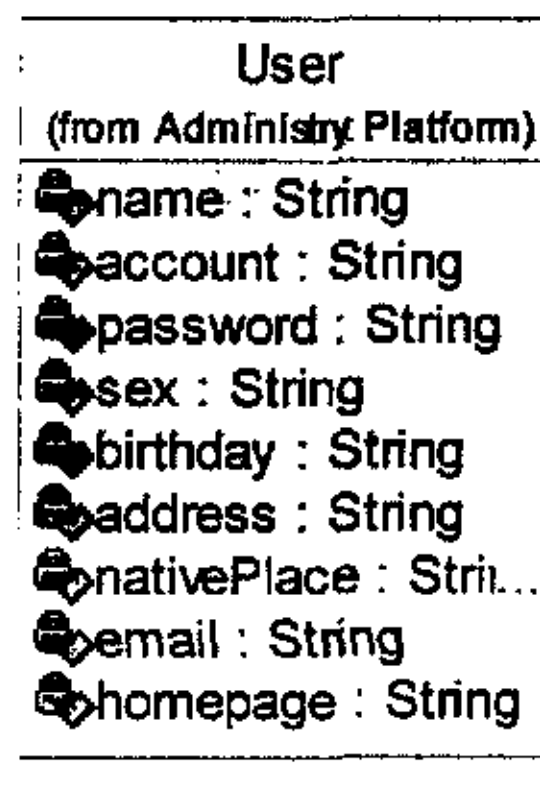 User
(from Administry Platform)
name : String
account : String
password : String
sex : String
birthday : String
address : String
nativePlace : Stri...
email : String
homepage : String